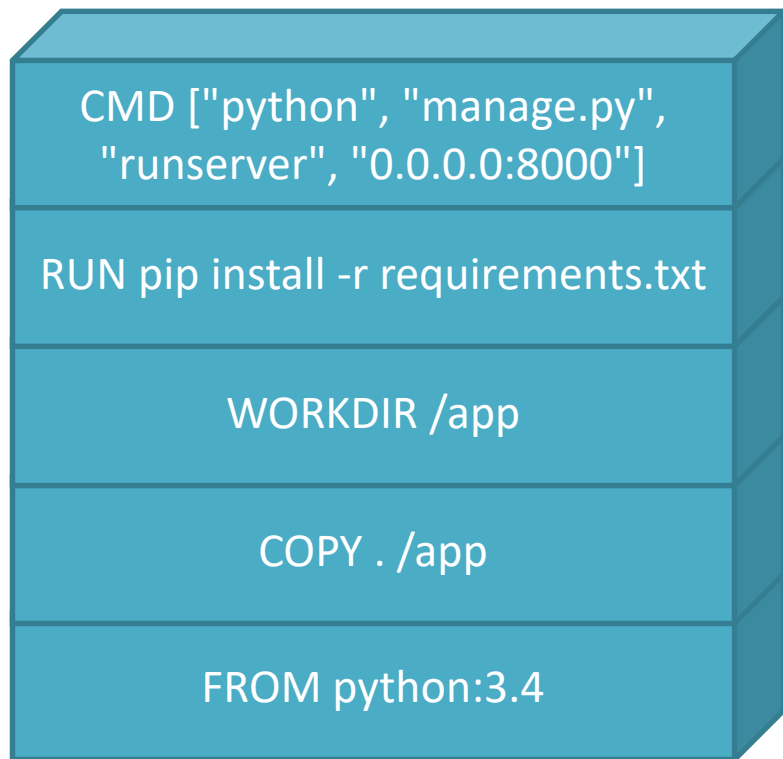 CMD ["python", "manage.py",
"runserver", "0.0.0.0:8000"]
RUN pip install -r requirements.txt
WORKDIR /app
COPY . /app
FROM python:3.4